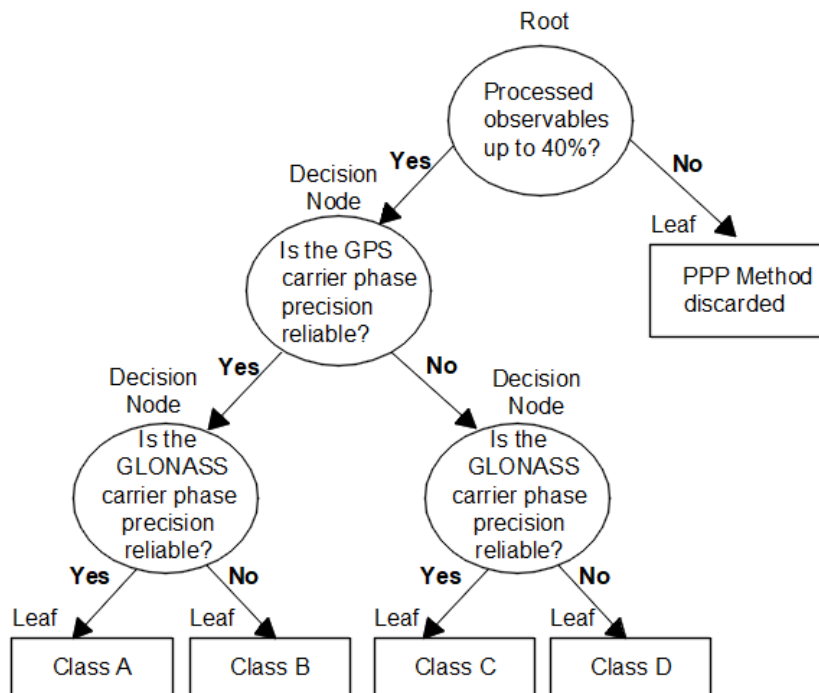 Root
Processed
observables
up to 40%?
Yes
No
Decision
Node
Leaf
Is the GPS
carrier phase
precision
reliable?
PPP Method
discarded
Yes
No
Decision
Node
Decision
Node
Is the
GLONASS
carrier phase
precision
reliable?
Is the
GLONASS
carrier phase
precision
reliable?
Yes
No
Yes
No
Leaf
Leaf
Leaf
Leaf
Class A
Class B
Class C
Class D